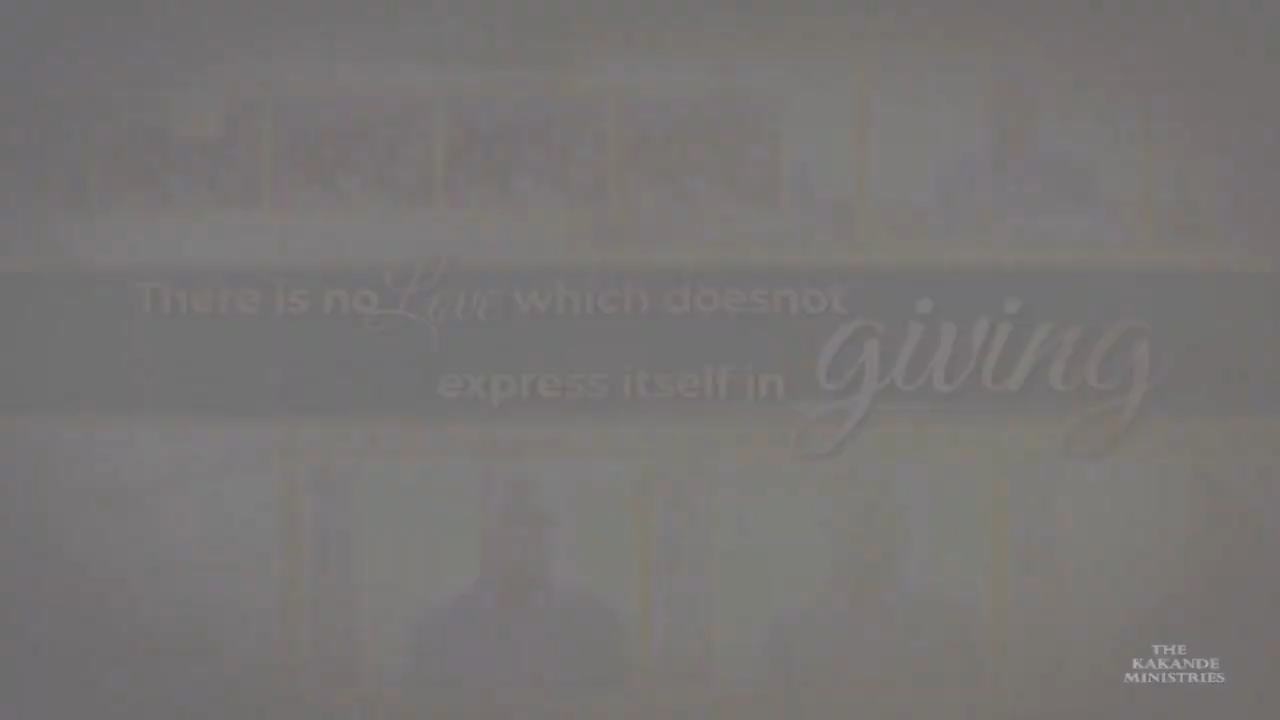 There is no Love which doesnot
express itself in giving
THE
KAKANDE
MINISTRIES